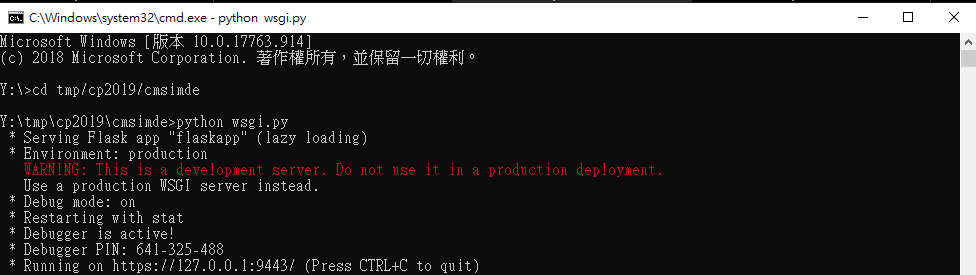 C:\Windows\system32\cmd.exe - python wsgi.py
Microsoft Windows [版本 10.0.17763.914]
(c) 2018 Microsoft Corporation. 著作權所有，並保留一切權利。
Y:\>cd tmp/cp2019/cmsimde
Y:\tmp\cp2019\cmsimde>python wsgi.py
* Serving Flask app "flaskapp" (lazy loading)
* Environment: production
WARNING: This is a development server. Do not use it in a production deployment.
Use a production WSGI server instead.
* Debug mode: on
* Restarting with stat
* Debugger is active!
* Debugger PIN: 641-325-488
* Running on https://127.0.0.1:9443/ (Press CTRL+C to quit)